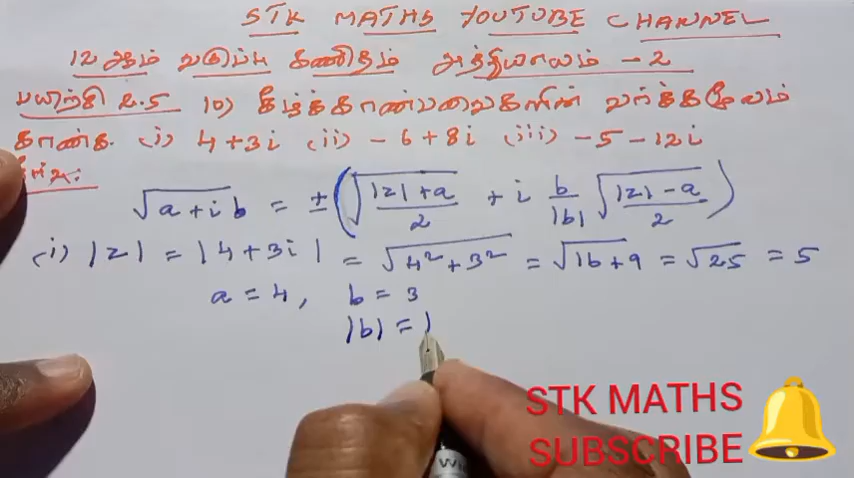 STK MATHS YOUTUBE CHANNEL
12 ஆம் வகுப்பு கணிதம் அத்தியாயம் - 2
பயிற்சி 2.5 10) கீழ்க்காண்பவைகளின் வர்க்கமூலம்
காண்க. (i) 4+3i (ii) -6+8i (iii) -5-12i
தீர்வு:
√a+ib = ± (√|z|+a/2 + i b/|b| √|z|-a/2)
(i) |z| = |4+3i| = √4²+3² = √16+9 = √25 = 5
a = 4, b = 3
|b| = |
STK MATHS
SUBSCRIBE